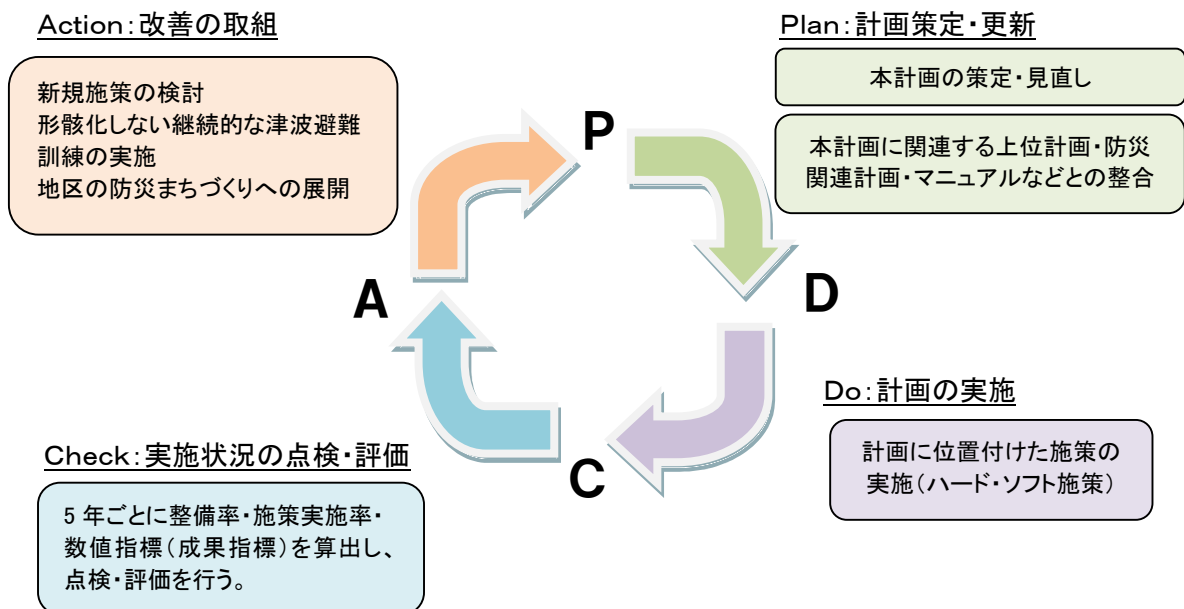 Action：改善の取組
新規施策の検討
形骸化しない継続的な津波避難
訓練の実施
地区の防災まちづくりへの展開
Plan：計画策定・更新
本計画の策定・見直し
本計画に関連する上位計画・防災
関連計画・マニュアルなどとの整合
P
A
D
Do：計画の実施
計画に位置付けた施策の
実施（ハード・ソフト施策）
C
Check：実施状況の点検・評価
5 年ごとに整備率・施策実施率・
数値指標（成果指標）を算出し、
点検・評価を行う。